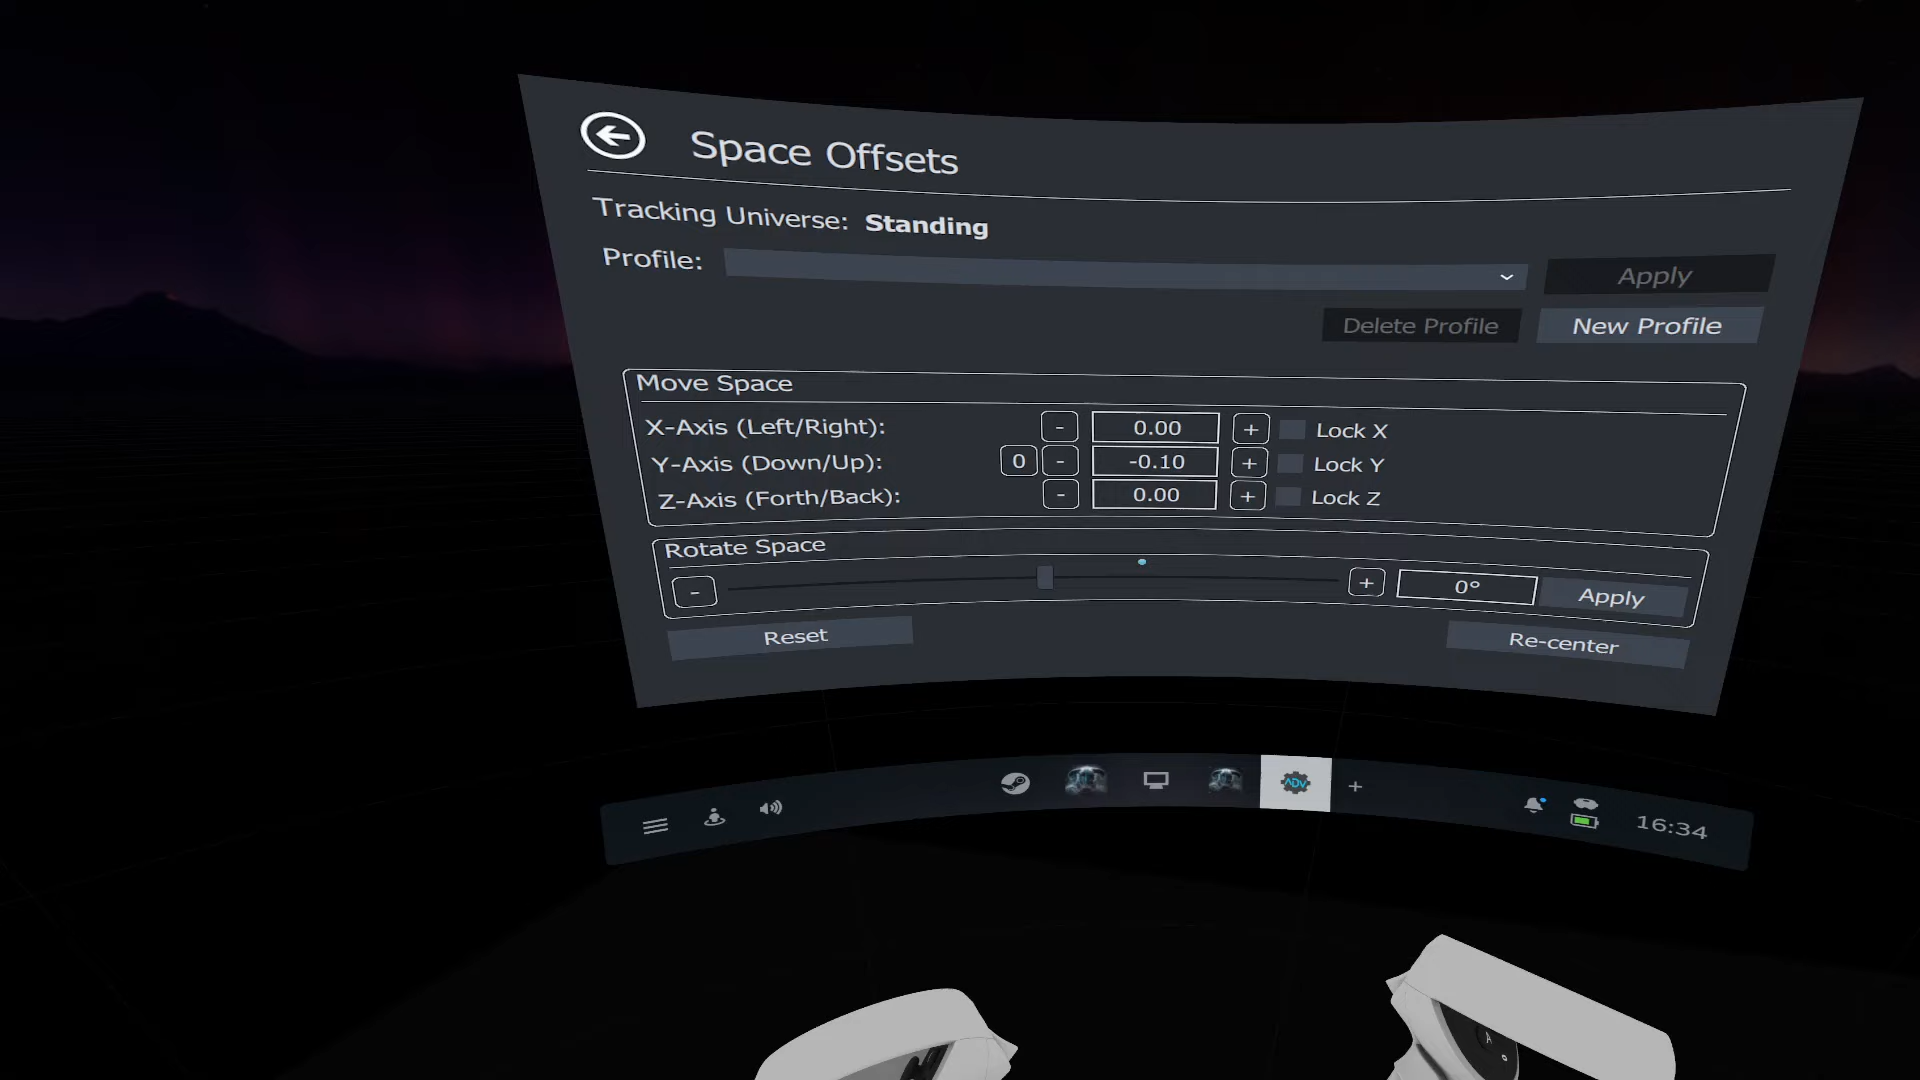 Space Offsets
Tracking Universe: Standing
Profile:
Apply
Delete Profile
New Profile
Move Space
X-Axis (Left/Right):
- 0.00 + Lock X
Y-Axis (Down/Up):
0 - -0.10 + Lock Y
Z-Axis (Forth/Back):
- 0.00 + Lock Z
Rotate Space
- + 0° Apply
Reset
Re-center
ADV
+
16:34
A